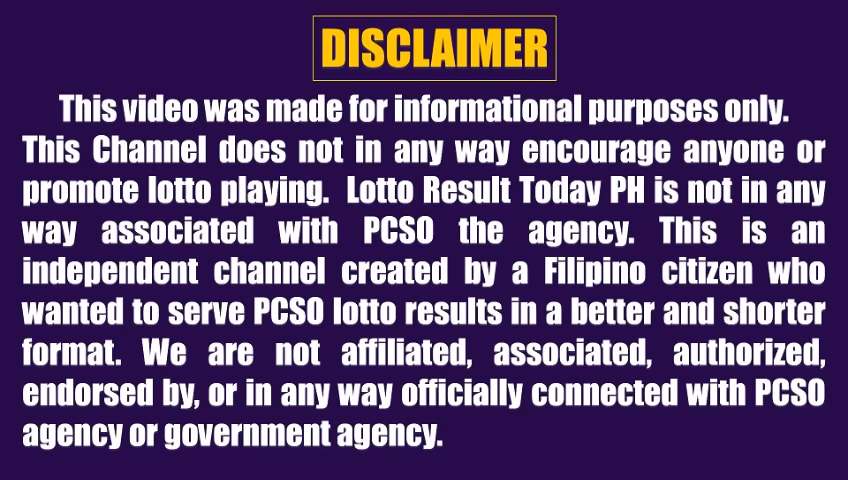 DISCLAIMER
This video was made for informational purposes only.
This Channel does not in any way encourage anyone or
promote lotto playing. Lotto Result Today PH is not in any
way associated with PCSO the agency. This is an
independent channel created by a Filipino citizen who
wanted to serve PCSO lotto results in a better and shorter
format. We are not affiliated, associated, authorized,
endorsed by, or in any way officially connected with PCSO
agency or government agency.